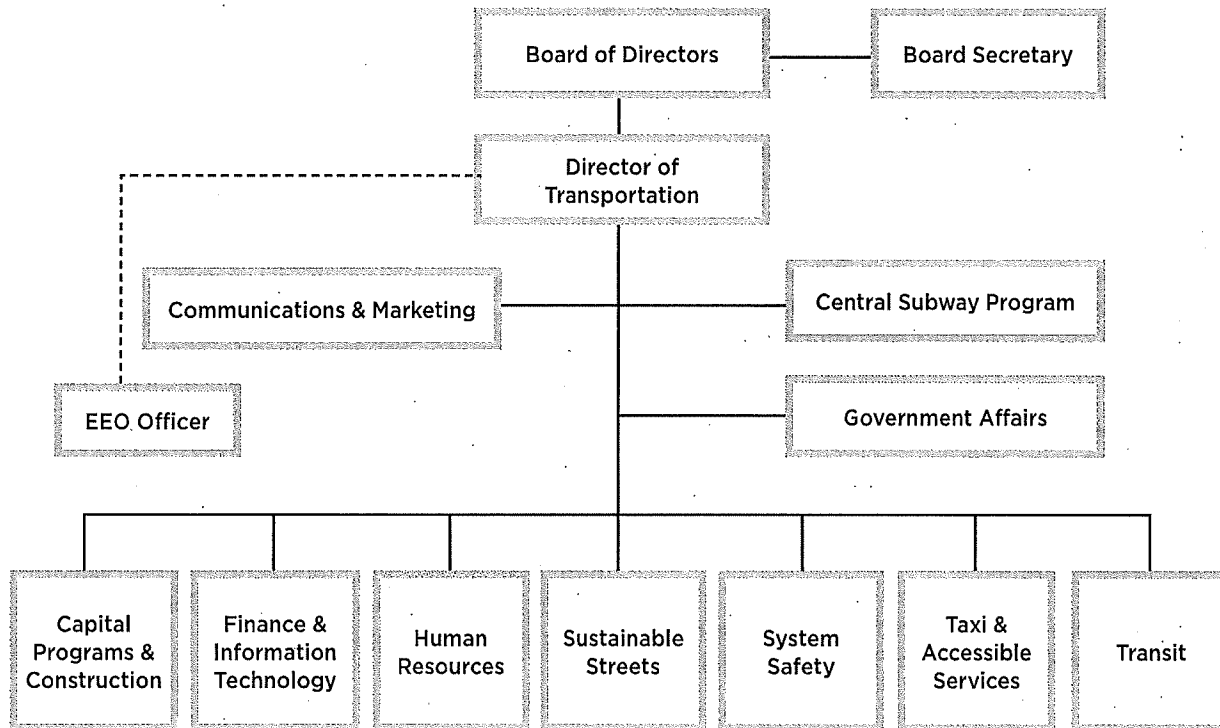 Board of Directors
Board Secretary
Director of
Transportation
Communications & Marketing
Central Subway Program
EEO Officer
Government Affairs
Capital
Programs &
Construction
Finance &
Information
Technology
Human
Resources
Sustainable
Streets
System
Safety
Taxi &
Accessible
Services
Transit